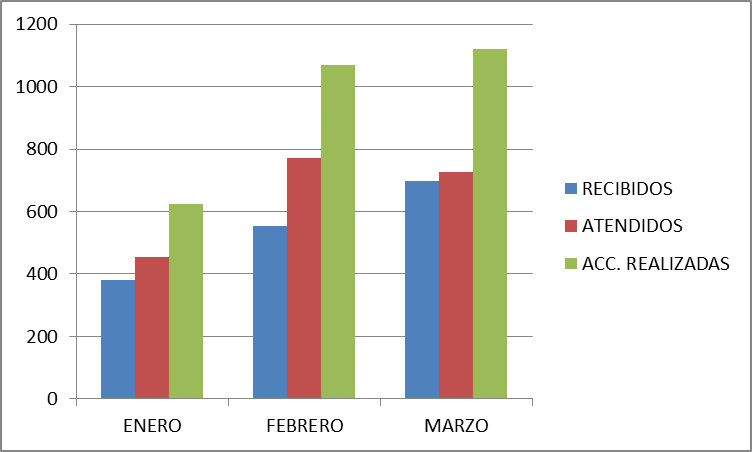 1200
1000
800
600
400
200
0
ENERO FEBRERO MARZO
RECIBIDOS
ATENDIDOS
ACC. REALIZADAS